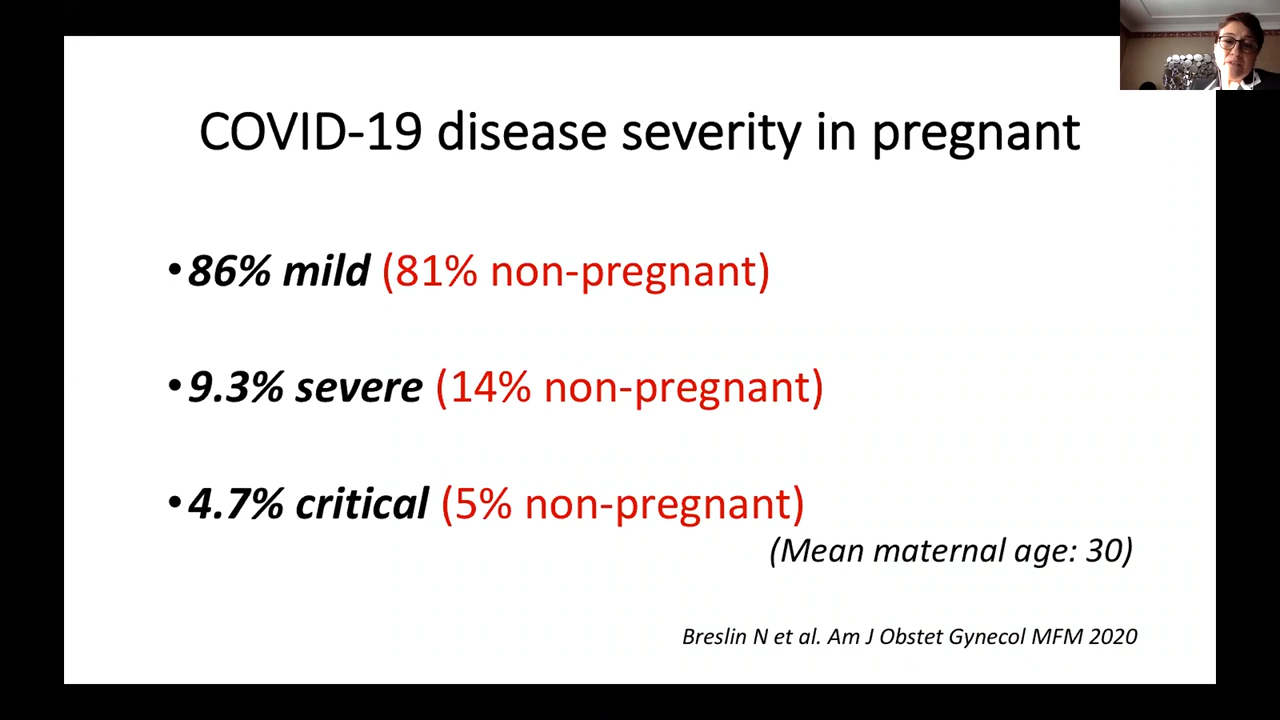 COVID-19 disease severity in pregnant
•86% mild (81% non-pregnant)
•9.3% severe (14% non-pregnant)
•4.7% critical (5% non-pregnant)
(Mean maternal age: 30)
Breslin N et al. Am J Obstet Gynecol MFM 2020